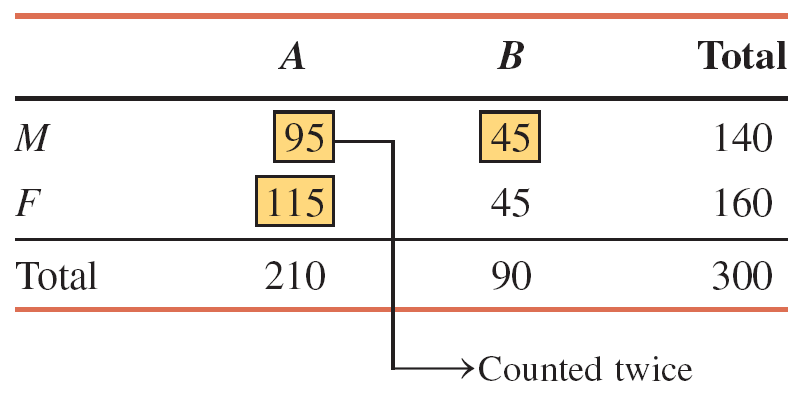 A B Total
M 95 45 140
F 115 45 160
Total 210 90 300
Counted twice